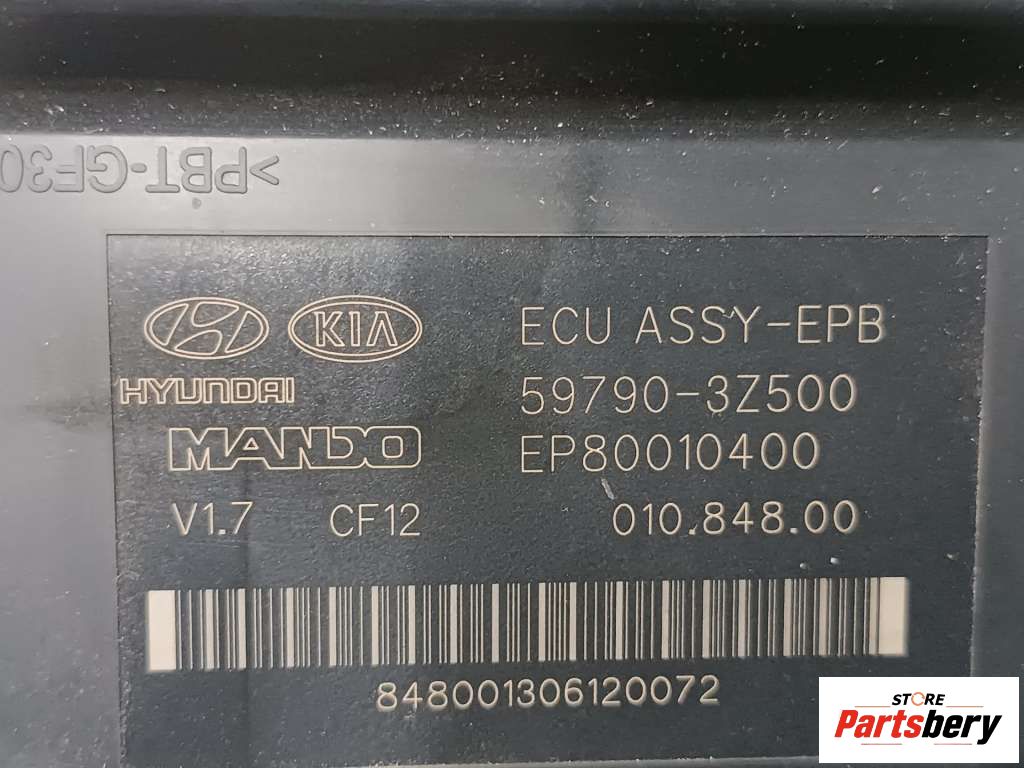 >PBT-GF30
KIA
ECU ASSY-EPB
HYUNDAI
59790-3Z500
MANDO
EP80010400
V1.7 CF12 010.848.00
848001306120072
STORE
Partsbery